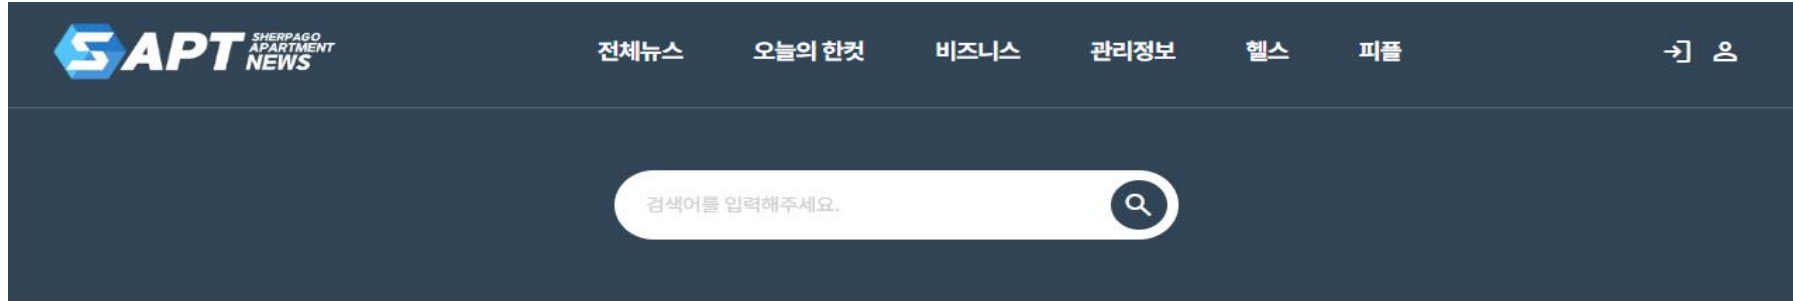 SAPT SHERPAGO
APARTMENT
NEWS
전체뉴스 오늘의 한컷 비즈니스 관리정보 헬스 피플
검색어를 입력해주세요.